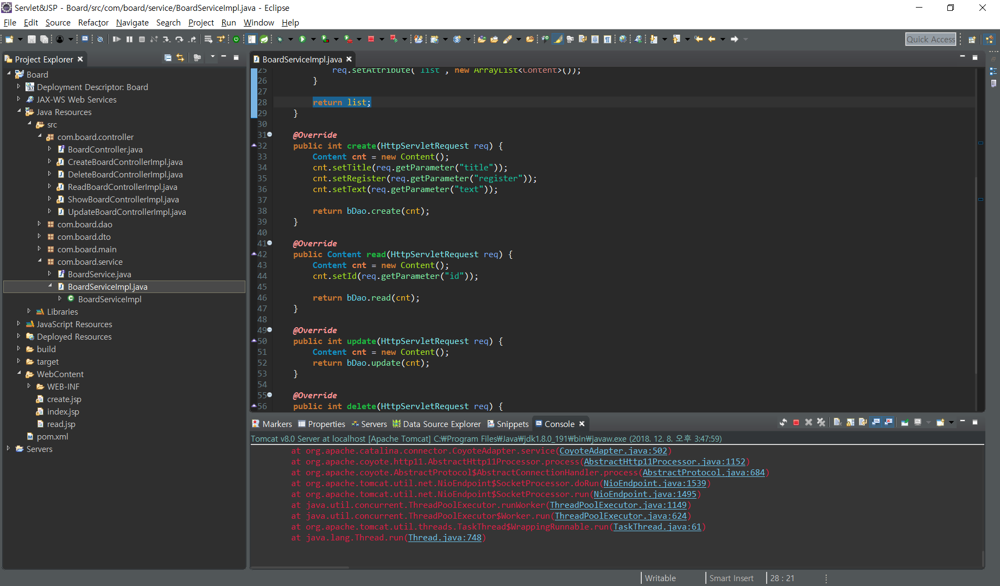 Servlet&JSP - Board/src/com/board/service/BoardServiceImpl.java - Eclipse
File Edit Source Refactor Navigate Search Project Run Window Help
Quick Access
Project Explorer
Board
Deployment Descriptor: Board
JAX-WS Web Services
Java Resources
src
com.board.controller
BoardController.java
CreateBoardControllerImpl.java
DeleteBoardControllerImpl.java
ReadBoardControllerImpl.java
ShowBoardControllerImpl.java
UpdateBoardControllerImpl.java
com.board.dao
com.board.dto
com.board.main
com.board.service
BoardService.java
BoardServiceImpl.java
BoardServiceImpl
Libraries
JavaScript Resources
Deployed Resources
build
target
WebContent
WEB-INF
create.jsp
index.jsp
read.jsp
pom.xml
Servers
BoardServiceImpl.java
25 req.setAttribute("list", new ArrayList<Content>());
26 }
27
28 return list;
29 }
30
31 @Override
32 public int create(HttpServletRequest req) {
33 Content cnt = new Content();
34 cnt.setTitle(req.getParameter("title"));
35 cnt.setRegister(req.getParameter("register"));
36 cnt.setText(req.getParameter("text"));
37
38 return bDao.create(cnt);
39 }
40
41 @Override
42 public Content read(HttpServletRequest req) {
43 Content cnt = new Content();
44 cnt.setId(req.getParameter("id"));
45
46 return bDao.read(cnt);
47 }
48
49 @Override
50 public int update(HttpServletRequest req) {
51 Content cnt = new Content();
52 return bDao.update(cnt);
53 }
54
55 @Override
56 public int delete(HttpServletRequest req) {
Markers Properties Servers Data Source Explorer Snippets Console
Tomcat v8.0 Server at localhost [Apache Tomcat] C:₩Program Files₩Java₩jdk1.8.0_191₩bin₩javaw.exe (2018. 12. 8. 오후 3:47:59)
at org.apache.catalina.connector.CoyoteAdapter.service(CoyoteAdapter.java:502)
at org.apache.coyote.http11.AbstractHttp11Processor.process(AbstractHttp11Processor.java:1152)
at org.apache.coyote.AbstractProtocol$AbstractConnectionHandler.process(AbstractProtocol.java:684)
at org.apache.tomcat.util.net.NioEndpoint$SocketProcessor.doRun(NioEndpoint.java:1539)
at org.apache.tomcat.util.net.NioEndpoint$SocketProcessor.run(NioEndpoint.java:1495)
at java.util.concurrent.ThreadPoolExecutor.runWorker(ThreadPoolExecutor.java:1149)
at java.util.concurrent.ThreadPoolExecutor$Worker.run(ThreadPoolExecutor.java:624)
at org.apache.tomcat.util.threads.TaskThread$WrappingRunnable.run(TaskThread.java:61)
at java.lang.Thread.run(Thread.java:748)
Writable
Smart Insert
28 : 21